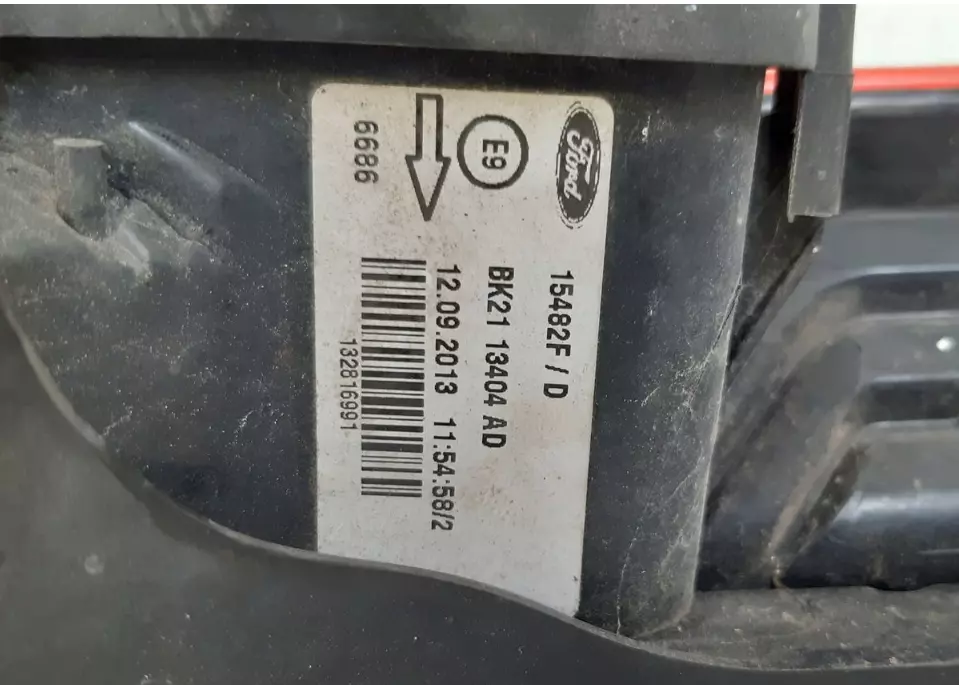 Ford
15482F / D
E9
BK21 13404 AD
12.09.2013 11:54:58/2
132816991
6686